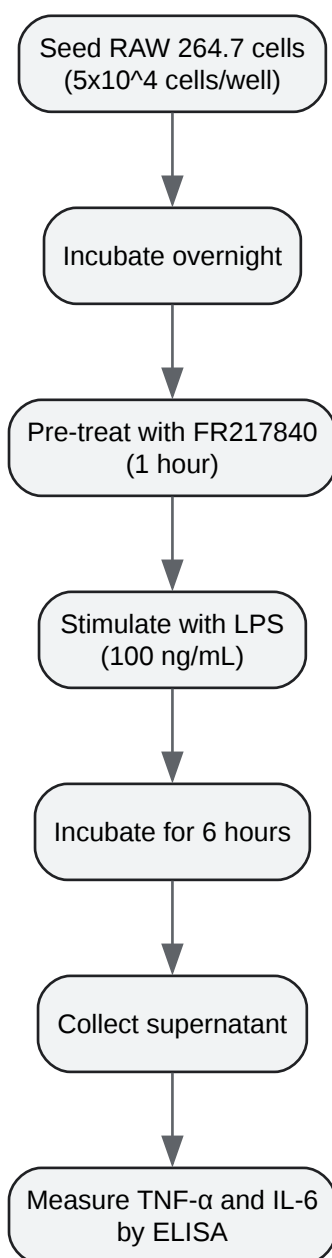 Seed RAW 264.7 cells
(5x10^4 cells/well)
Incubate overnight
Pre-treat with FR217840
(1 hour)
Stimulate with LPS
(100 ng/mL)
Incubate for 6 hours
Collect supernatant
Measure TNF-α and IL-6
by ELISA